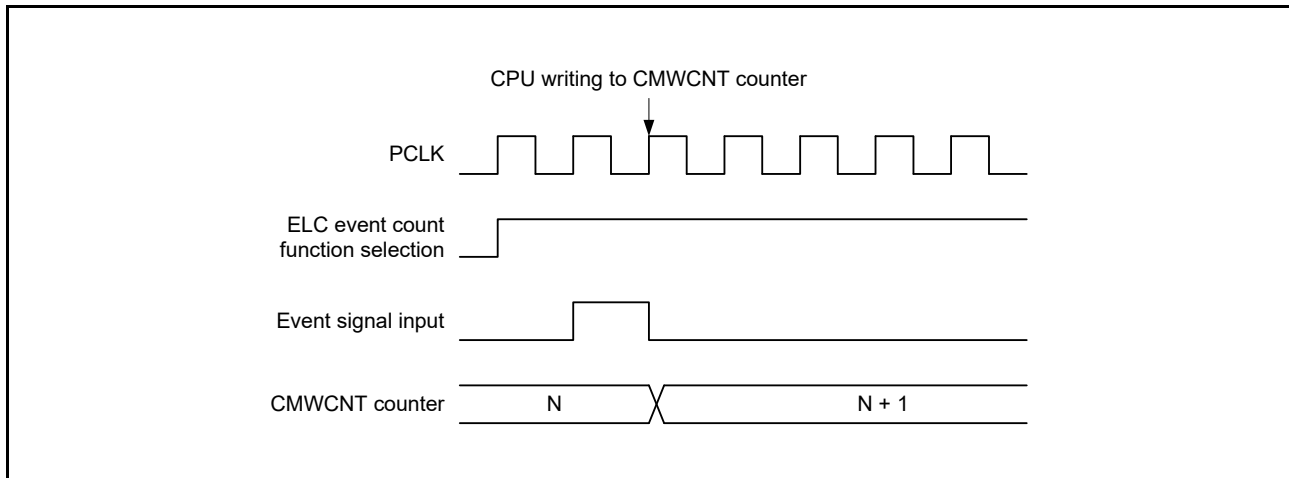 CPU writing to CMWCNT counter
PCLK
ELC event count
function selection
Event signal input
CMWCNT counter
N
N + 1